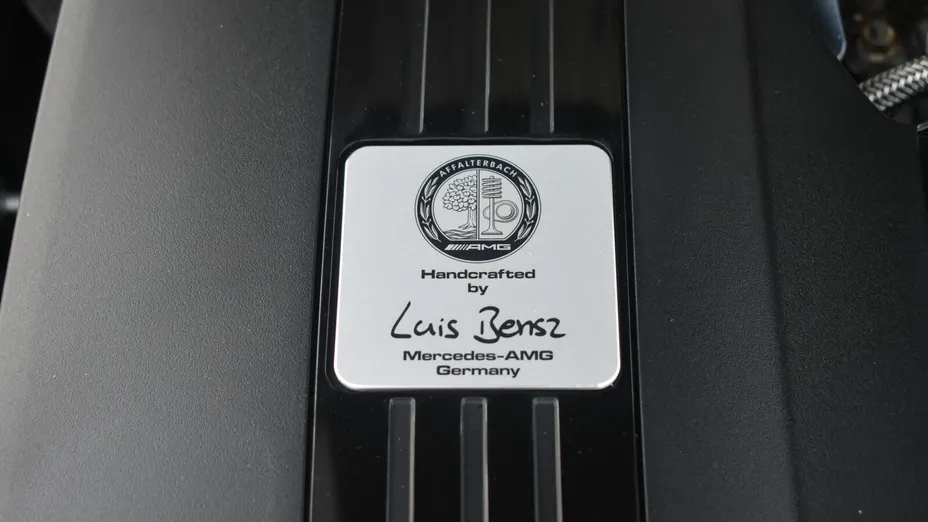 AFFALTERBACH
AMG
Handcrafted
by
Luis Bensz
Mercedes-AMG
Germany